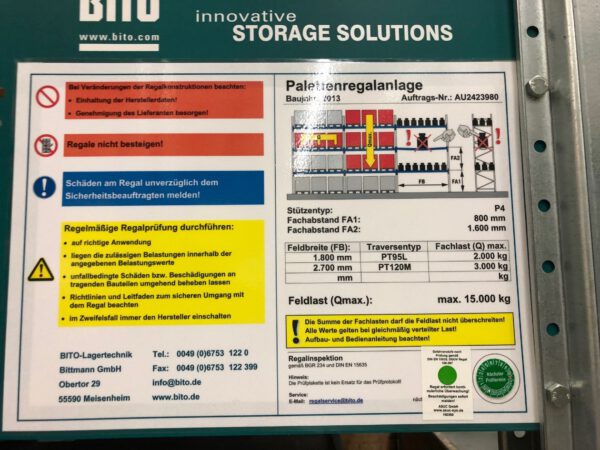 BITO
www.bito.com
innovative
STORAGE SOLUTIONS
Bei Veränderungen der Regalkonstruktionen beachten:
• Einhaltung der Herstellerdaten!
• Genehmigung des Lieferanten besorgen!
Regale nicht besteigen!
Schäden am Regal unverzüglich dem
Sicherheitsbeauftragten melden!
Regelmäßige Regalprüfung durchführen:
• auf richtige Anwendung
• liegen die zulässigen Belastungen innerhalb der
angegebenen Belastungswerte
• unfallbedingte Schäden bzw. Beschädigungen an
tragenden Bauteilen umgehend beheben lassen
• Richtlinien und Leitfaden zum sicheren Umgang mit
dem Regal beachten
• im Zweifelsfall immer den Hersteller einschalten
BITO-Lagertechnik Tel.: 0049 (0)6753 122 0
Bittmann GmbH Fax: 0049 (0)6753 122 399
Obertor 29 info@bito.de
55590 Meisenheim www.bito.de
Palettenregalanlage
Baujahr 2013 Auftrags-Nr.: AU2423980
Q
Qmax.
FB
FA2
FA1
Stützentyp: P4
Fachabstand FA1: 800 mm
Fachabstand FA2: 1.600 mm
Feldbreite (FB): Traversentyp Fachlast (Q) max.
1.800 mm PT95L 2.000 kg
2.700 mm PT120M 3.000 kg
mm kg
Feldlast (Qmax.): max. 15.000 kg
Die Summe der Fachlasten darf die Feldlast nicht überschreiten!
Alle Werte gelten bei gleichmäßig verteilter Last!
Aufbau- und Bedienanleitung beachten!
Regalinspektion
gemäß BGR 234 und DIN EN 15635
Hinweis:
Die Prüfplakette ist kein Ersatz für das Prüfprotokoll!
Service:
E-Mail: regalservice@bito.de
Nächster
Prüftermin